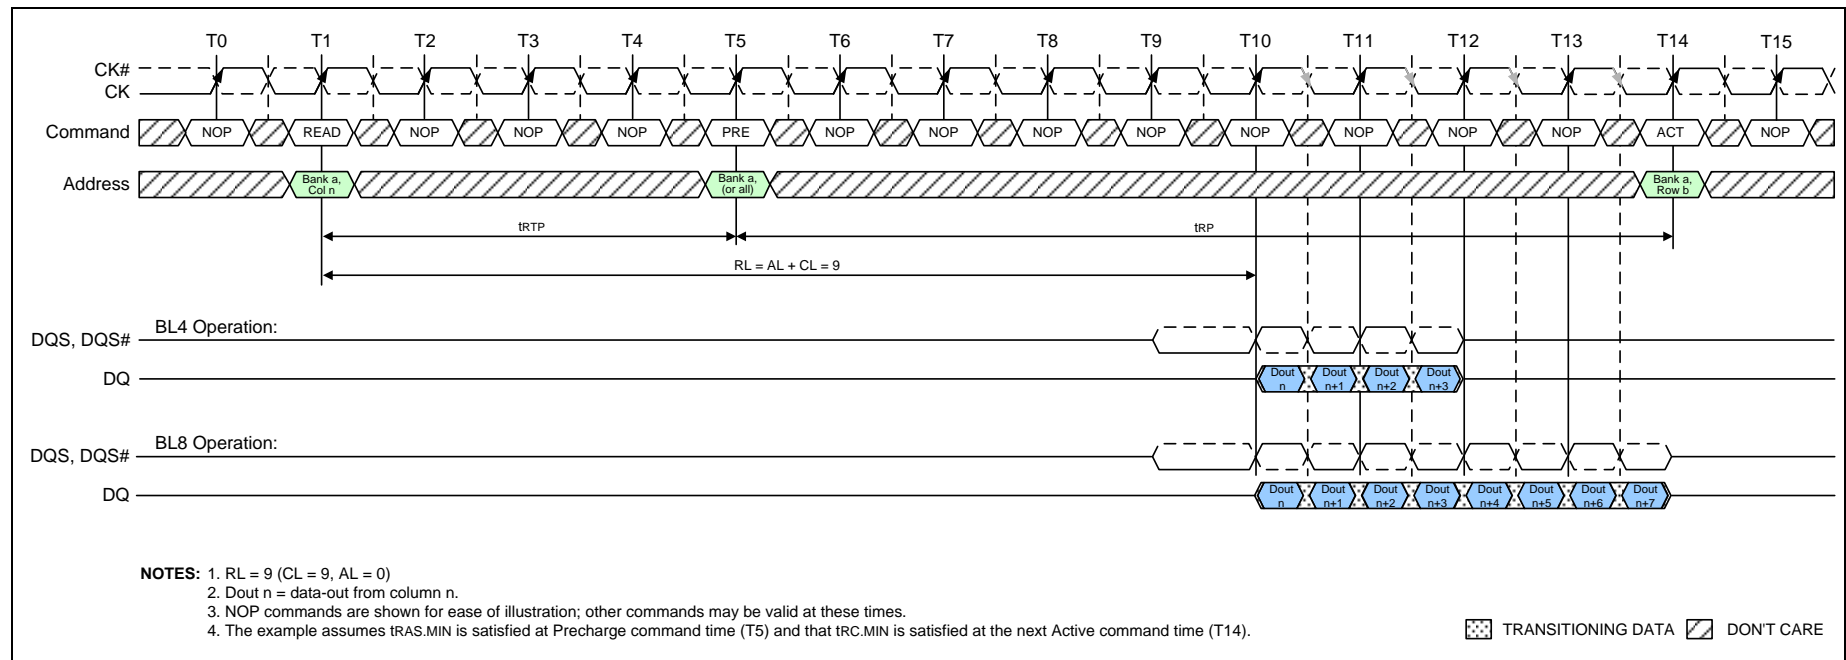 T0 T1 T2 T3 T4 T5 T6 T7 T8 T9 T10 T11 T12 T13 T14 T15
CK#
CK
Command NOP READ NOP NOP NOP PRE NOP NOP NOP NOP NOP NOP NOP NOP ACT NOP
Address Bank a, Col n Bank a, (or all) Bank a, Row b
tRTP tRP
RL = AL + CL = 9
BL4 Operation:
DQS, DQS#
DQ Dout n Dout n+1 Dout n+2 Dout n+3
BL8 Operation:
DQS, DQS#
DQ Dout n Dout n+1 Dout n+2 Dout n+3 Dout n+4 Dout n+5 Dout n+6 Dout n+7
NOTES: 1. RL = 9 (CL = 9, AL = 0)
2. Dout n = data-out from column n.
3. NOP commands are shown for ease of illustration; other commands may be valid at these times.
4. The example assumes tRAS.MIN is satisfied at Precharge command time (T5) and that tRC.MIN is satisfied at the next Active command time (T14).
TRANSITIONING DATA DON'T CARE